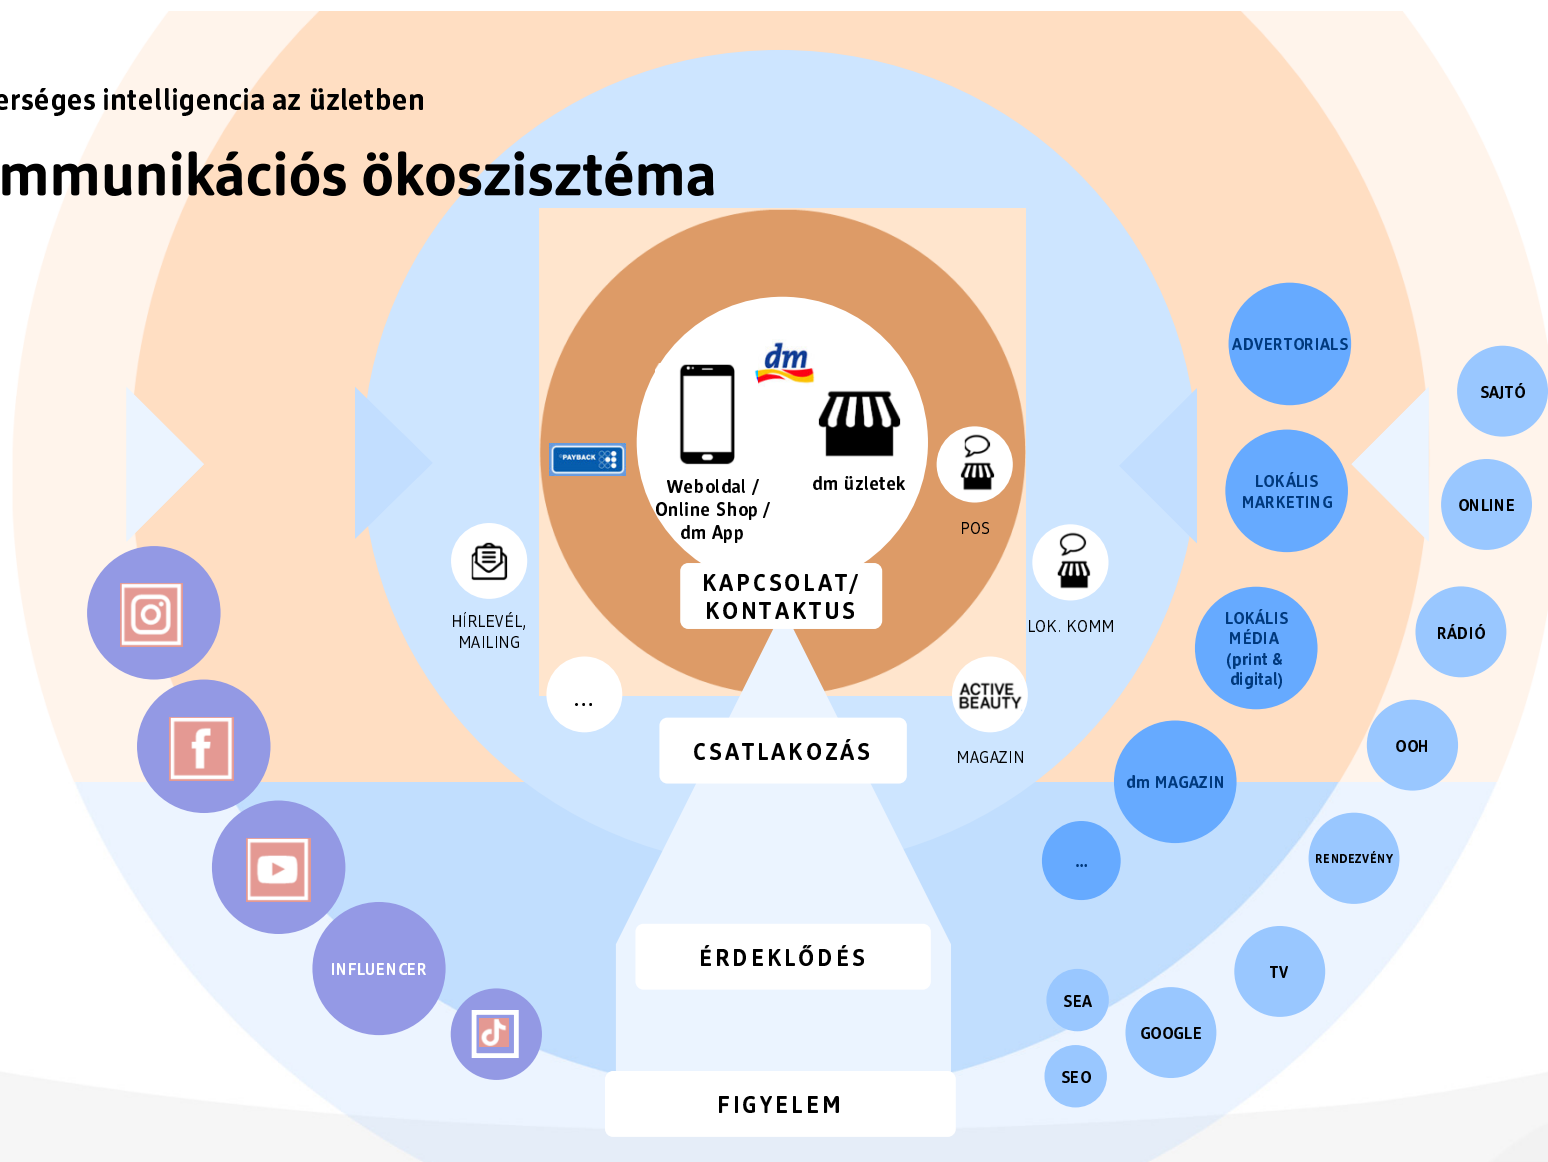 erséges intelligencia az üzletben
mmunikációs ökoszisztéma
dm
PAYBACK
Weboldal /
Online Shop /
dm App
dm üzletek
POS
KAPCSOLAT/
KONTAKTUS
HÍRLEVÉL,
MAILING
LOK. KOMM
...
ACTIVE
BEAUTY
MAGAZIN
CSATLAKOZÁS
ÉRDEKLŐDÉS
FIGYELEM
INFLUENCER
ADVERTORIALS
LOKÁLIS
MARKETING
LOKÁLIS
MÉDIA
(print &
digital)
dm MAGAZIN
...
SAJTÓ
ONLINE
RÁDIÓ
OOH
RENDEZVÉNY
TV
GOOGLE
SEA
SEO